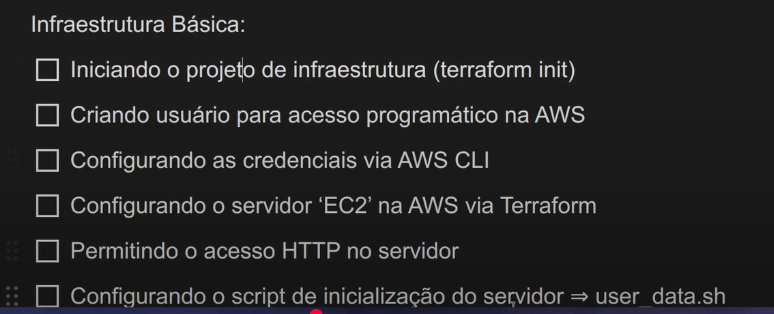 Infraestrutura Básica:
Iniciando o projeto de infraestrutura (terraform init)
Criando usuário para acesso programático na AWS
Configurando as credenciais via AWS CLI
Configurando o servidor ‘EC2’ na AWS via Terraform
Permitindo o acesso HTTP no servidor
Configurando o script de inicialização do servidor ⇒ user_data.sh